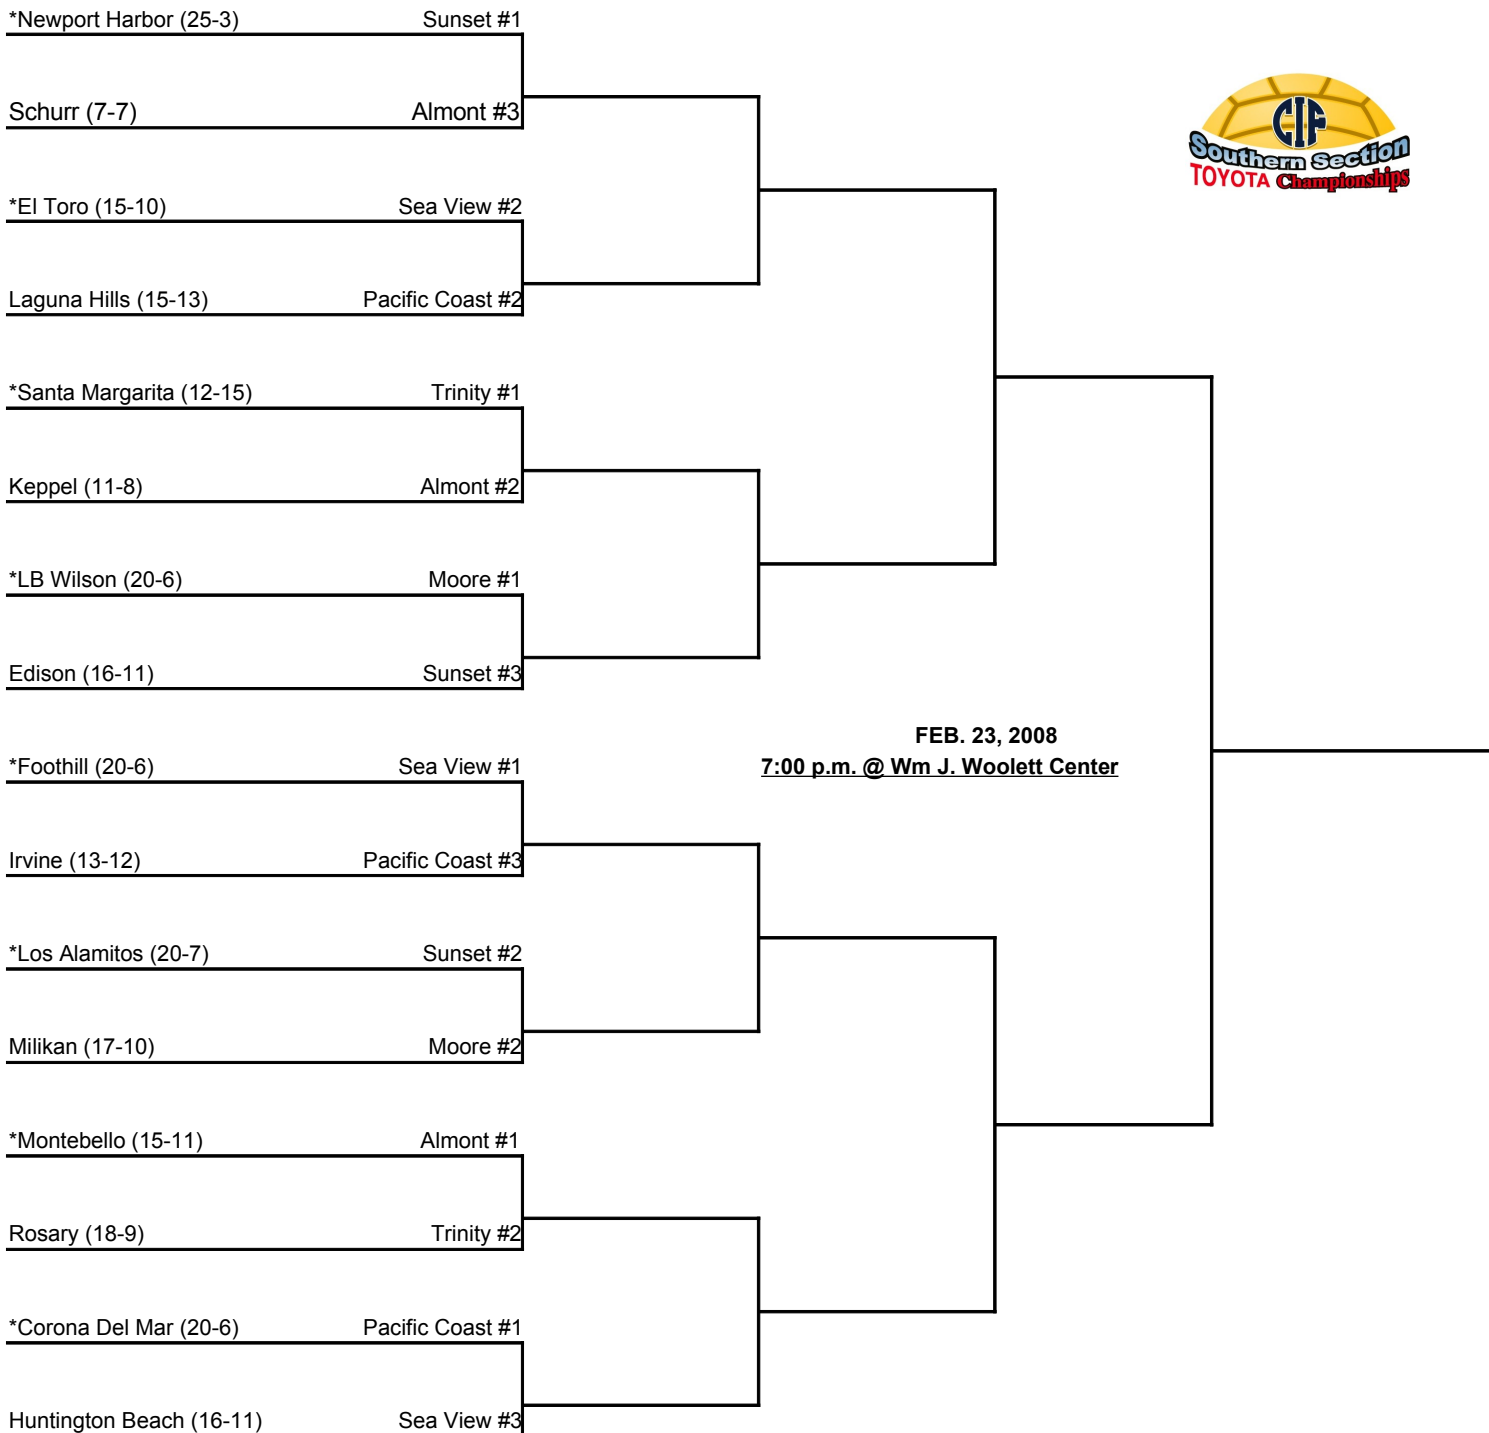 *Newport Harbor (25-3) Sunset #1
Schurr (7-7) Almont #3
CIF
Southern Section
TOYOTA Championships
*El Toro (15-10) Sea View #2
Laguna Hills (15-13) Pacific Coast #2
*Santa Margarita (12-15) Trinity #1
Keppel (11-8) Almont #2
*LB Wilson (20-6) Moore #1
Edison (16-11) Sunset #3
FEB. 23, 2008
*Foothill (20-6) Sea View #1
7:00 p.m. @ Wm J. Woolett Center
Irvine (13-12) Pacific Coast #3
*Los Alamitos (20-7) Sunset #2
Milikan (17-10) Moore #2
*Montebello (15-11) Almont #1
Rosary (18-9) Trinity #2
*Corona Del Mar (20-6) Pacific Coast #1
Huntington Beach (16-11) Sea View #3